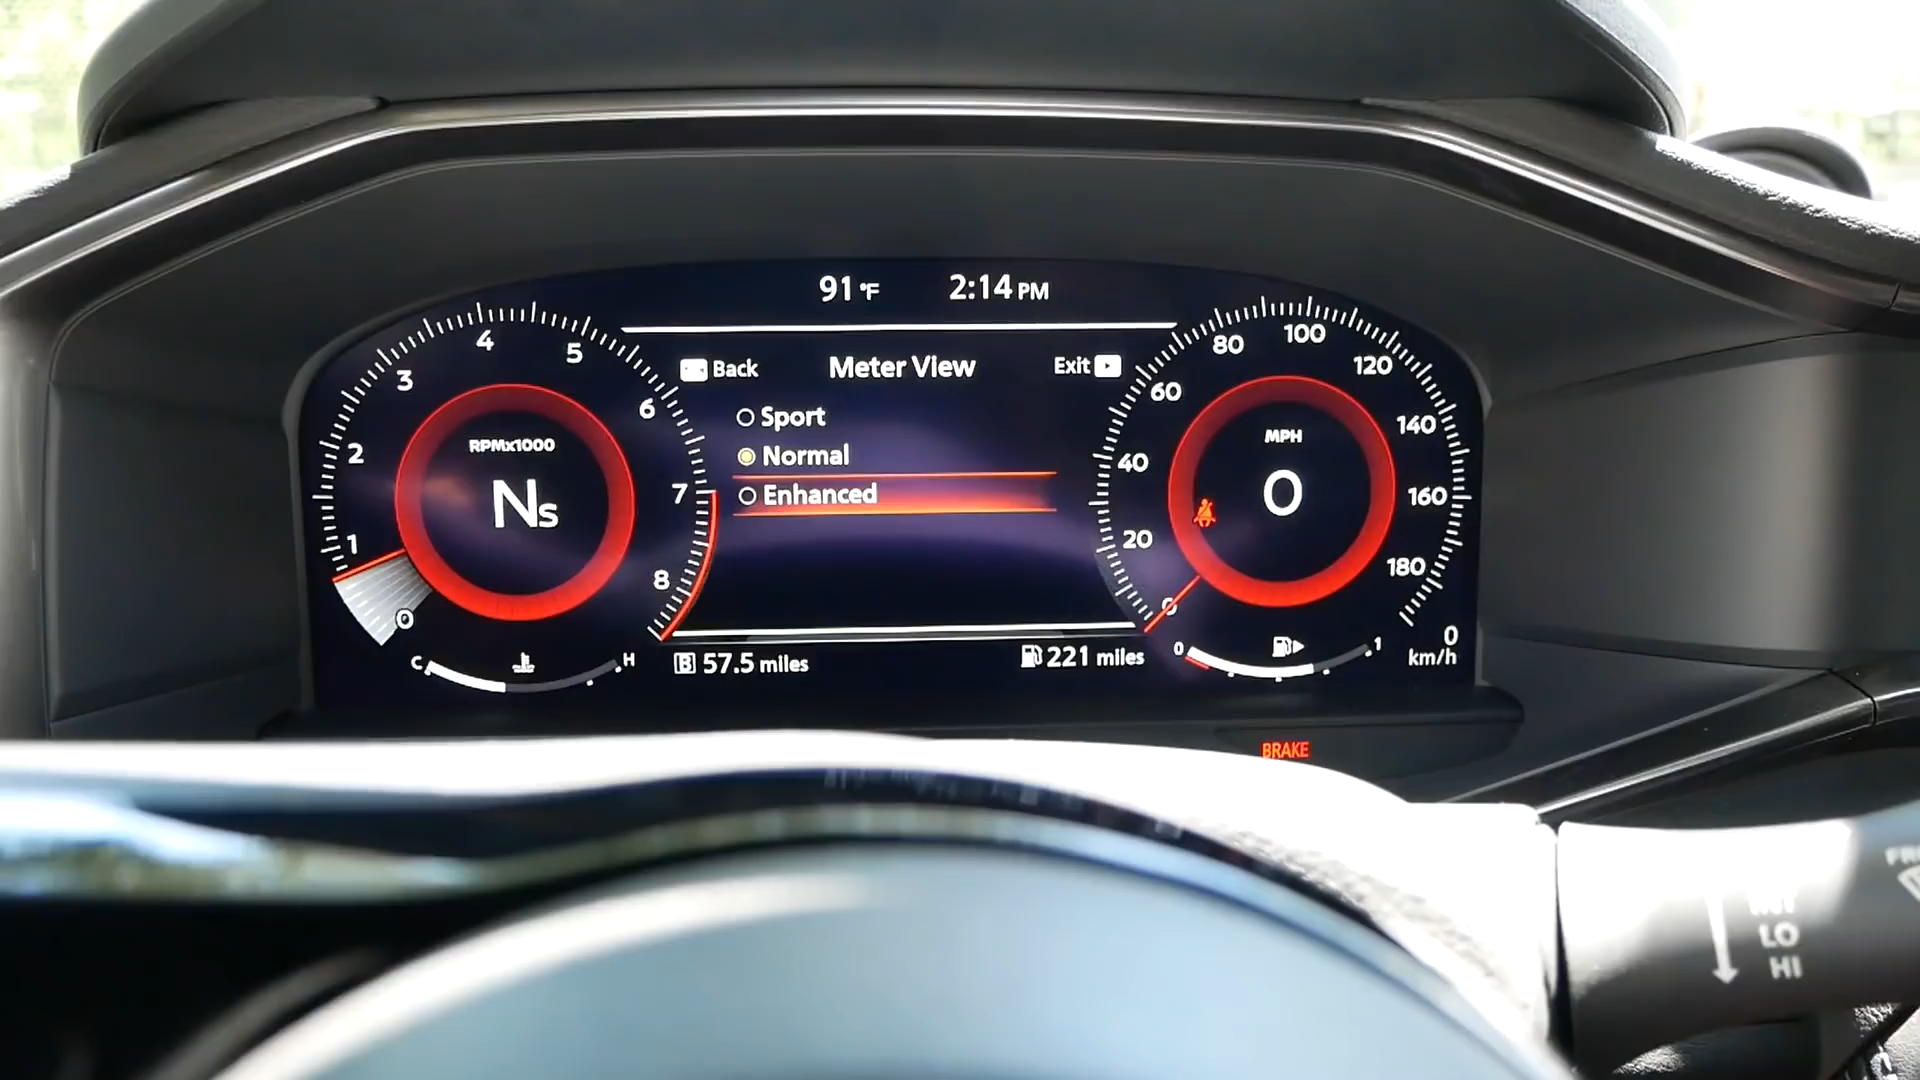 91°F 2:14 PM
Back Meter View Exit
Sport
Normal
Enhanced
RPMx1000
Ns
0
1
2
3
4
5
6
7
8
C H
MPH
0
0
20
40
60
80
100
120
140
160
180
0
km/h
0 1
B 57.5 miles
221 miles
BRAKE
LO
HI